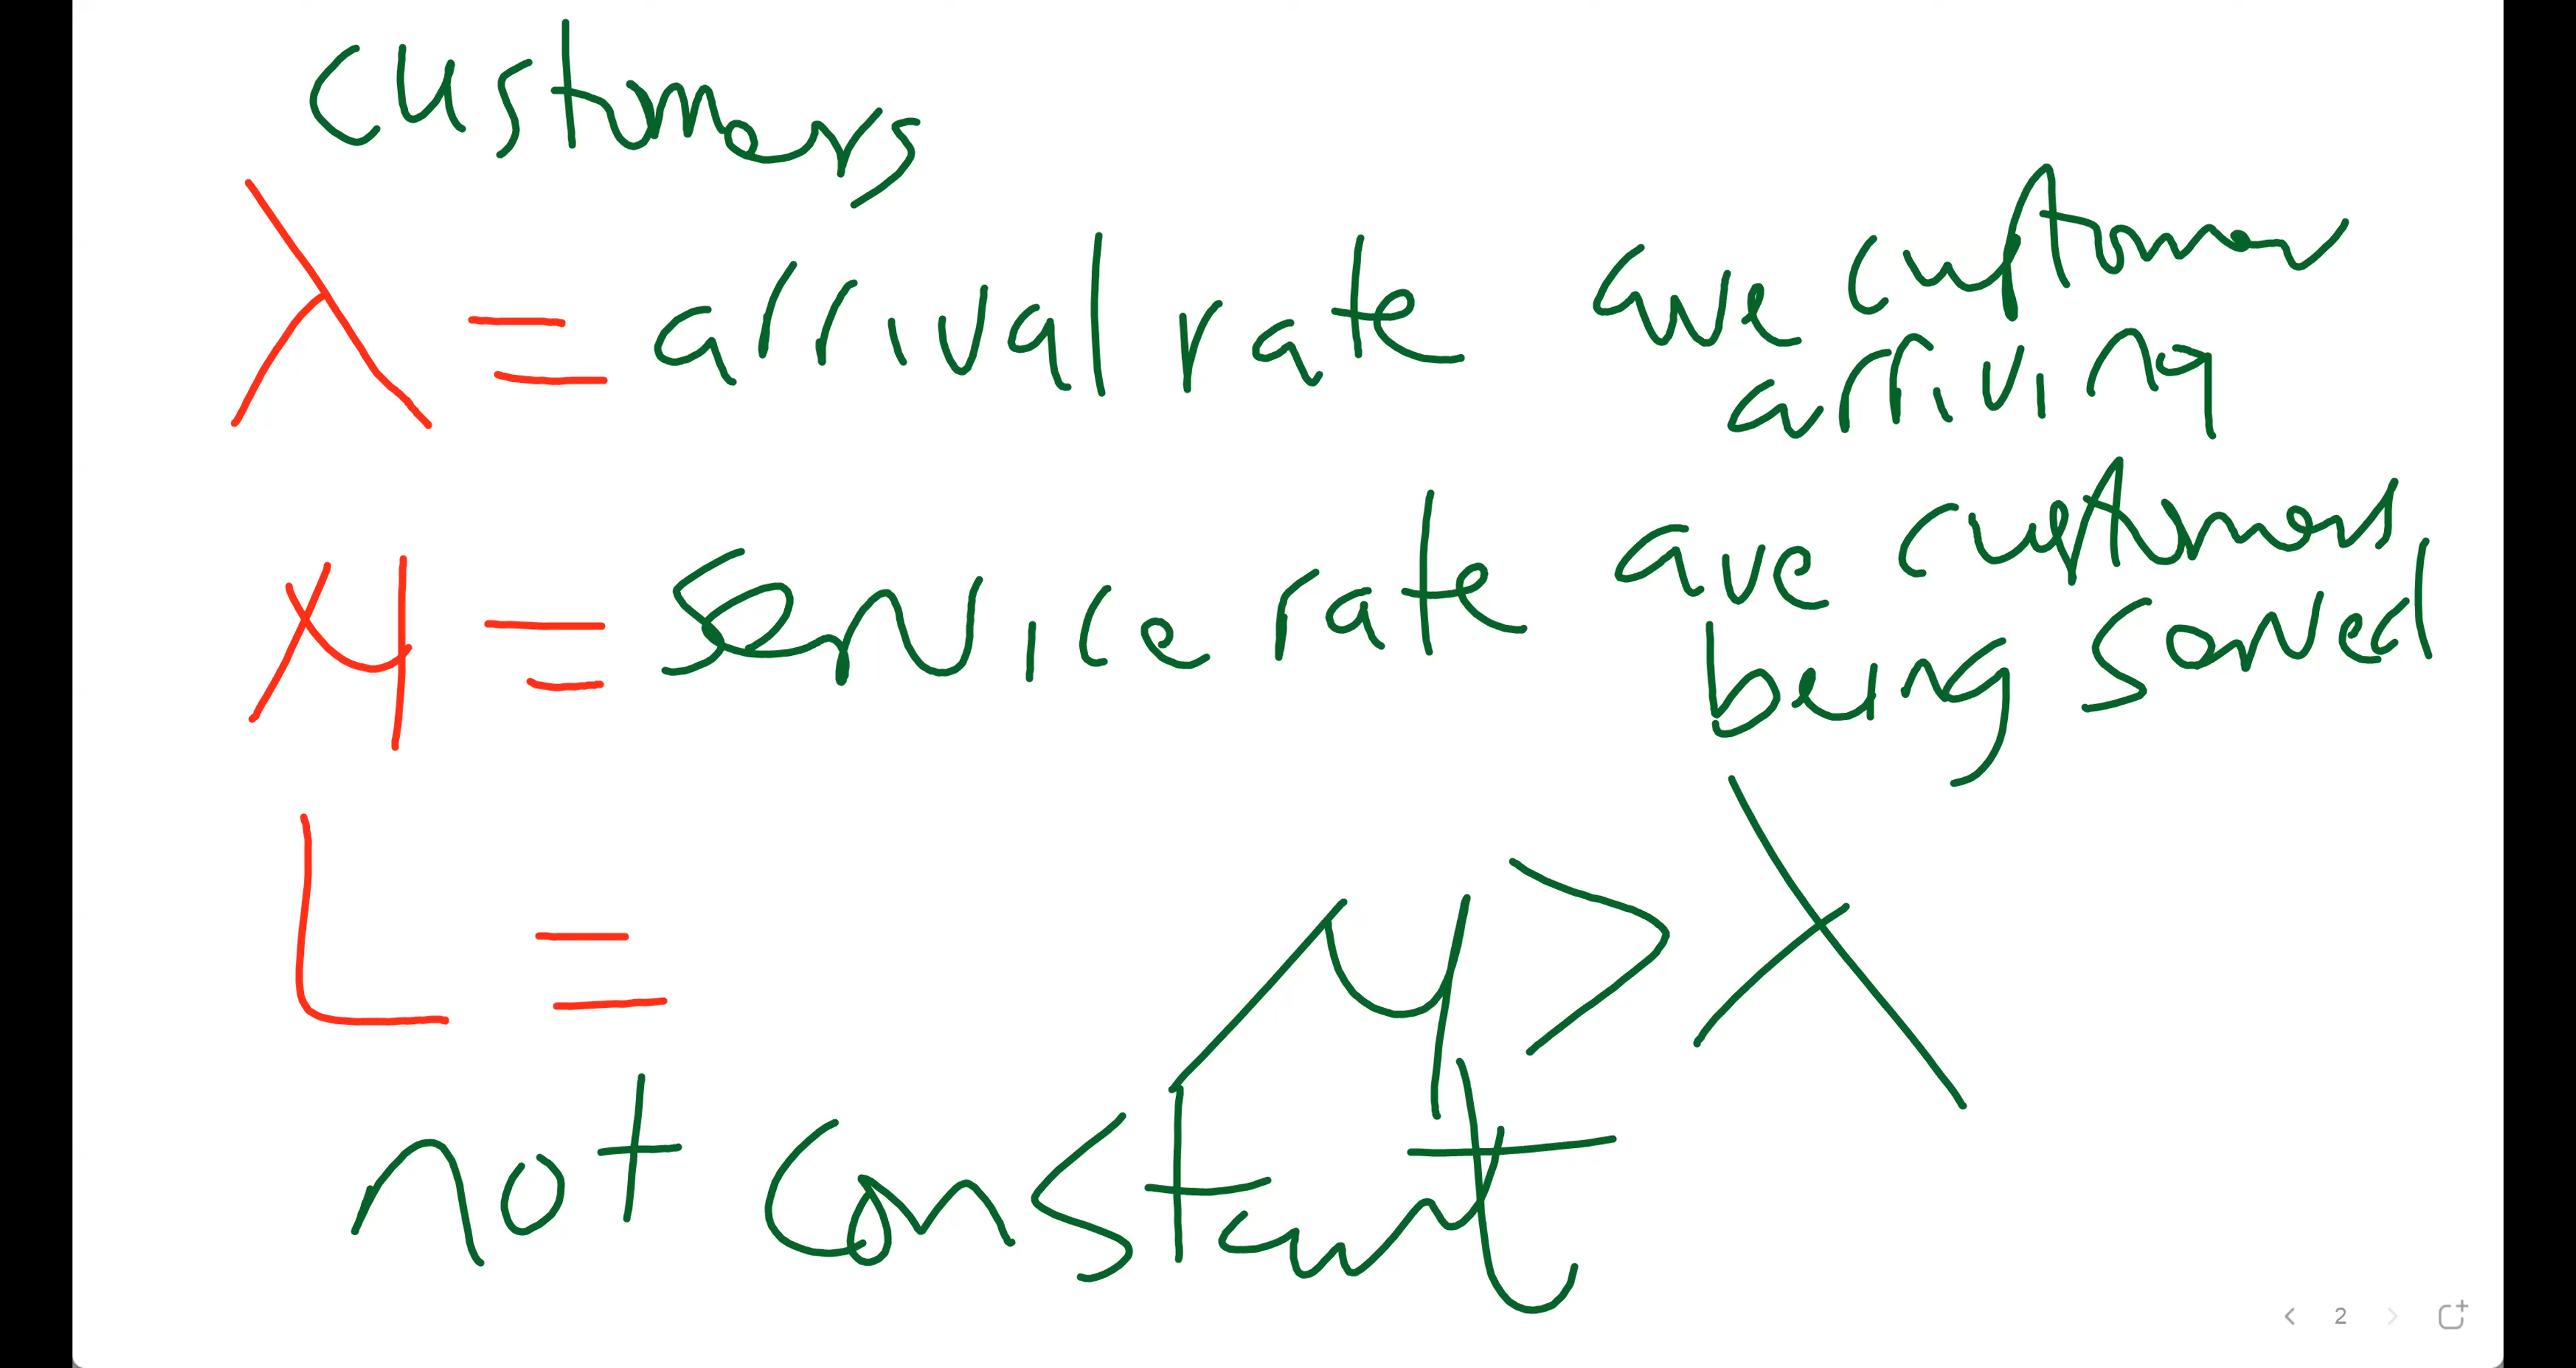 customers
λ = arrival rate ave customer
arriving
μ = service rate ave customers
being served
L =
μ > λ
not constant
2